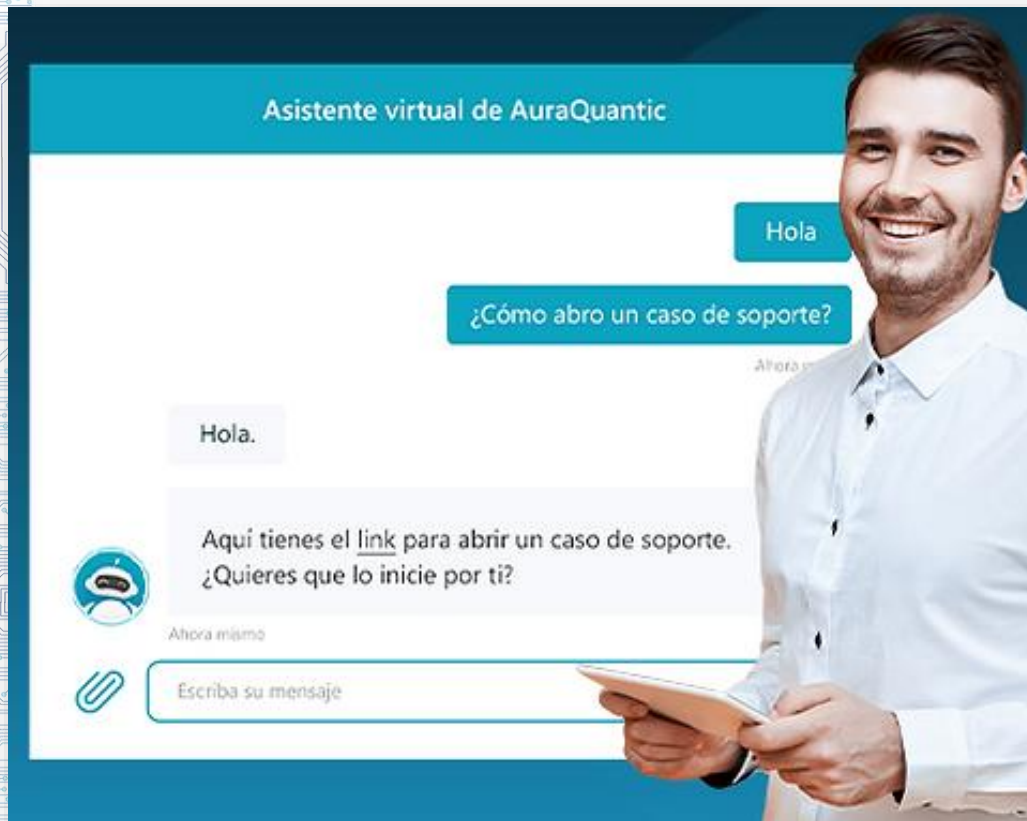 Asistente virtual de AuraQuantic
Hola
¿Cómo abro un caso de soporte?
Ahora
Hola.
Aquí tienes el link para abrir un caso de soporte.
¿Quieres que lo inicie por ti?
Ahora mismo
Escriba su mensaje